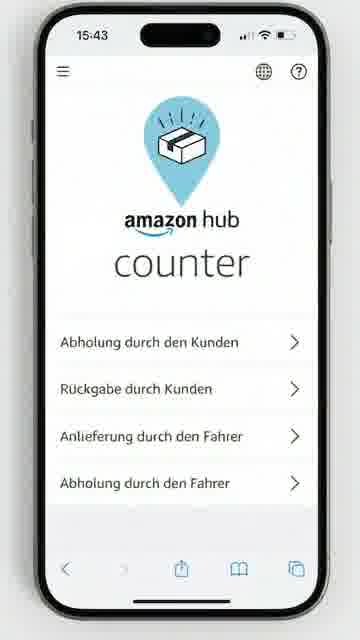 15:43
amazon hub
counter
Abholung durch den Kunden
Rückgabe durch Kunden
Anlieferung durch den Fahrer
Abholung durch den Fahrer